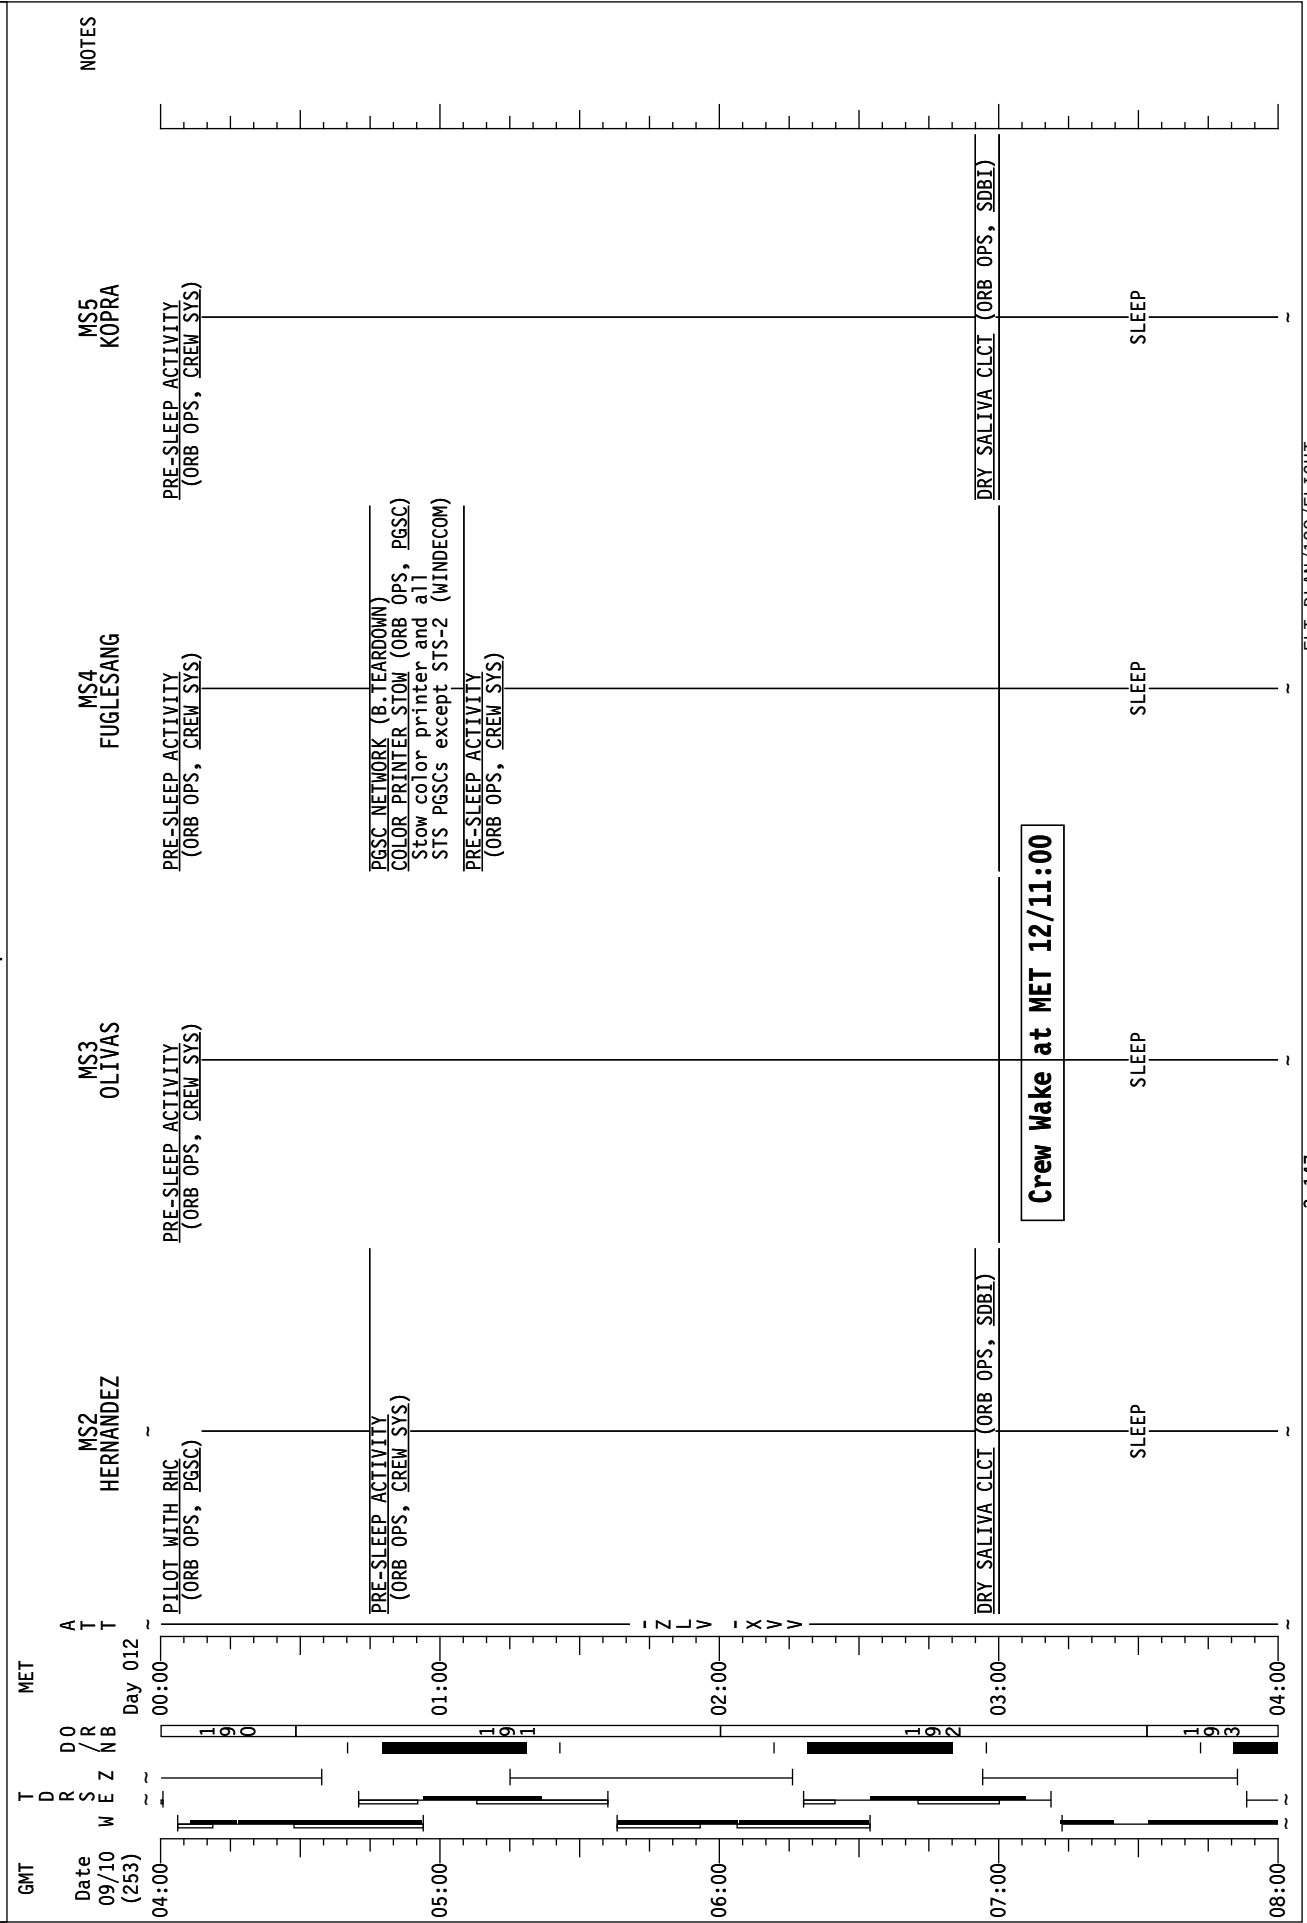 GMT
MET
NOTES
Date
09/10
(253)
T
D
R
S
W E Z
D O
/ R
N B
Day 012
A
T
T
MS2
HERNANDEZ
MS3
OLIVAS
MS4
FUGLESANG
MS5
KOPRA
~ ~ ~ ~
04:00
00:00
190
PILOT WITH RHC
(ORB OPS, PGSC)
PRE-SLEEP ACTIVITY
(ORB OPS, CREW SYS)
PRE-SLEEP ACTIVITY
(ORB OPS, CREW SYS)
PRE-SLEEP ACTIVITY
(ORB OPS, CREW SYS)
PRE-SLEEP ACTIVITY
(ORB OPS, CREW SYS)
PGSC NETWORK (B.TEARDOWN)
COLOR PRINTER STOW (ORB OPS, PGSC)
Stow color printer and all
STS PGSCs except STS-2 (WINDECOM)
PRE-SLEEP ACTIVITY
(ORB OPS, CREW SYS)
05:00
01:00
191
-
Z
L
V
-
X
V
V
06:00
02:00
192
DRY SALIVA CLCT (ORB OPS, SDBI)
DRY SALIVA CLCT (ORB OPS, SDBI)
07:00
03:00
Crew Wake at MET 12/11:00
SLEEP
SLEEP
SLEEP
SLEEP
193
08:00
04:00
~ ~ ~ ~ ~ ~ ~